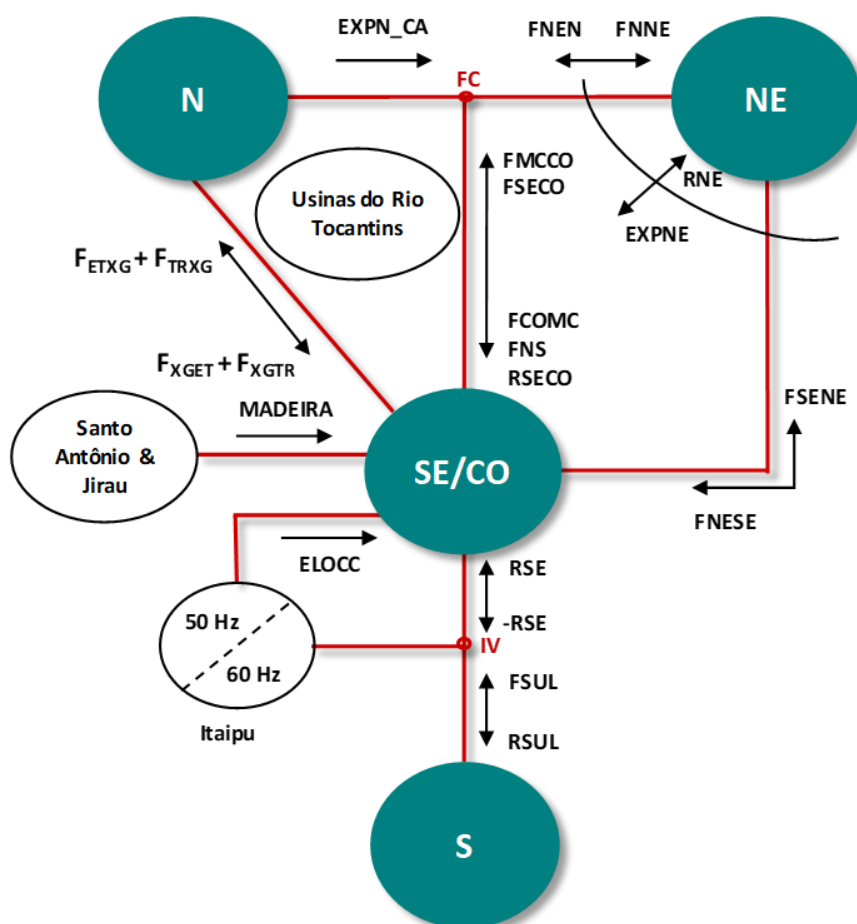 EXPN_CA
FNEN
FNNE
N
FC
NE
Usinas do Rio
Tocantins
FMCCO
FSECO
RNE
EXPNE
FETXG + FTRXG
FXGET + FXGTR
FCOMC
FNS
RSECO
MADEIRA
Santo
Antônio &
Jirau
SE/CO
FSENE
FNESE
ELOCC
RSE
-RSE
50 Hz
60 Hz
IV
Itaipu
FSUL
RSUL
S